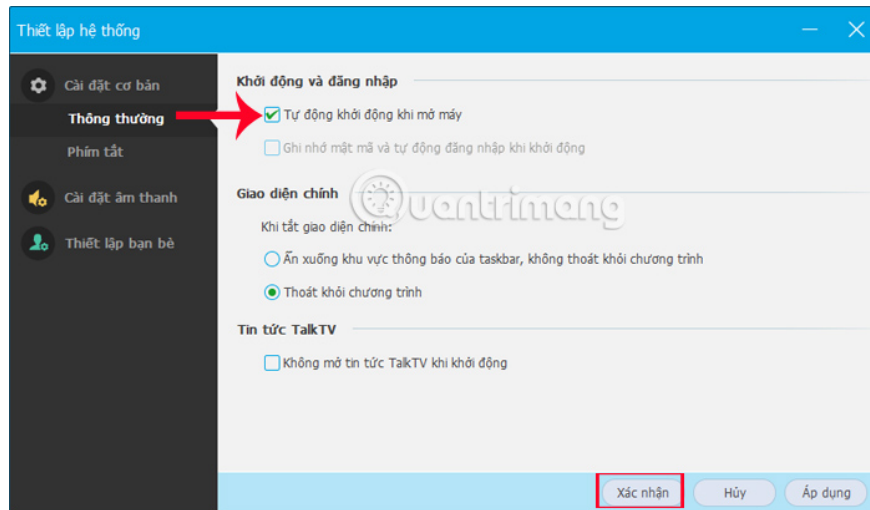 Thiết lập hệ thống
Cài đặt cơ bản
Thông thường
Phím tắt
Cài đặt âm thanh
Thiết lập bạn bè
Khởi động và đăng nhập
Tự động khởi động khi mở máy
Ghi nhớ mật mã và tự động đăng nhập khi khởi động
Giao diện chính
Quantrimang
Khi tắt giao diện chính:
Ẩn xuống khu vực thông báo của taskbar, không thoát khỏi chương trình
Thoát khỏi chương trình
Tin tức TalkTV
Không mở tin tức TalkTV khi khởi động
Xác nhận
Hủy
Áp dụng